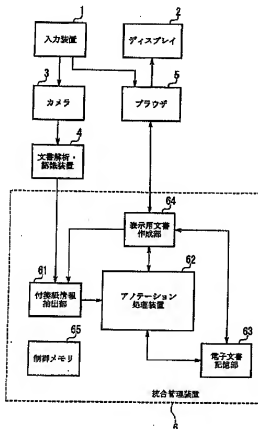 1
入力装置
2
ディスプレイ
3
カメラ
5
ブラウザ
4
文書解析・
認識装置
64
表示用文書
作成部
61
付箋紙情報
抽出部
62
アノテーション
処理装置
65
制御メモリ
63
電子文書
記憶部
統合管理装置
6